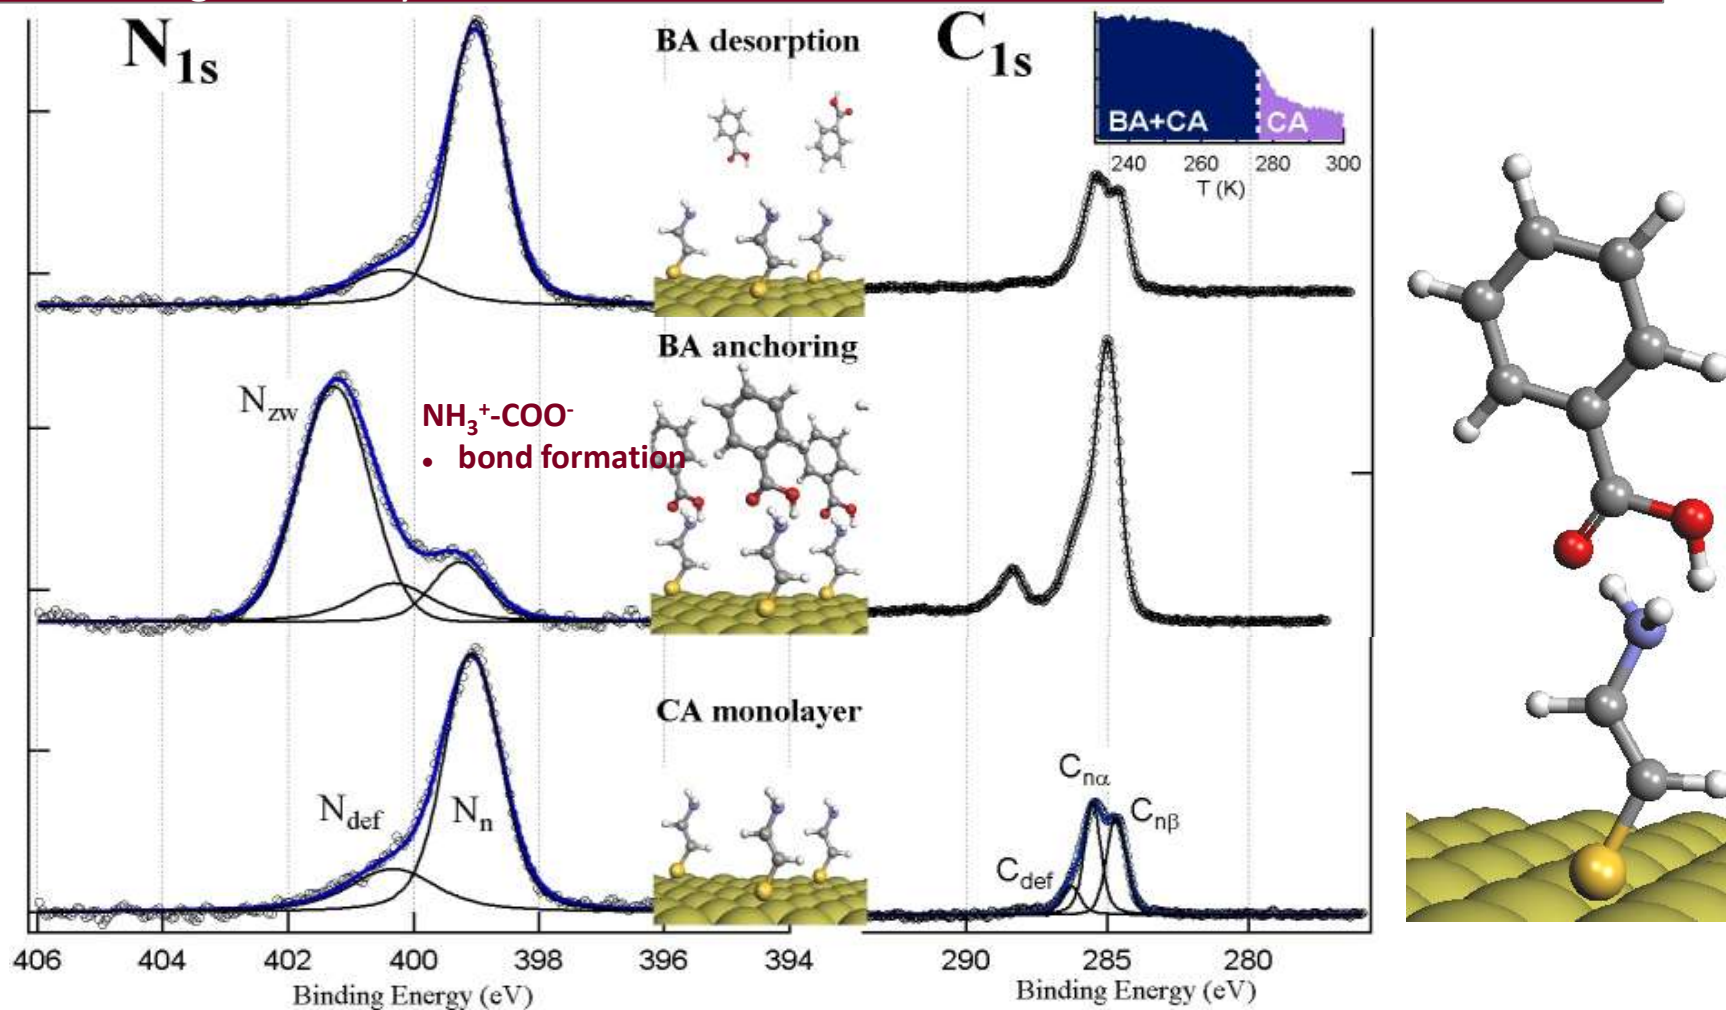 N1s
BA desorption
C1s
BA+CA
CA
240 260 280 300
T (K)
BA anchoring
Nzw
NH3+-COO-
• bond formation
CA monolayer
Ndef
Nn
Cnα
Cnβ
Cdef
406 404 402 400 398 396 394
Binding Energy (eV)
290 285 280
Binding Energy (eV)